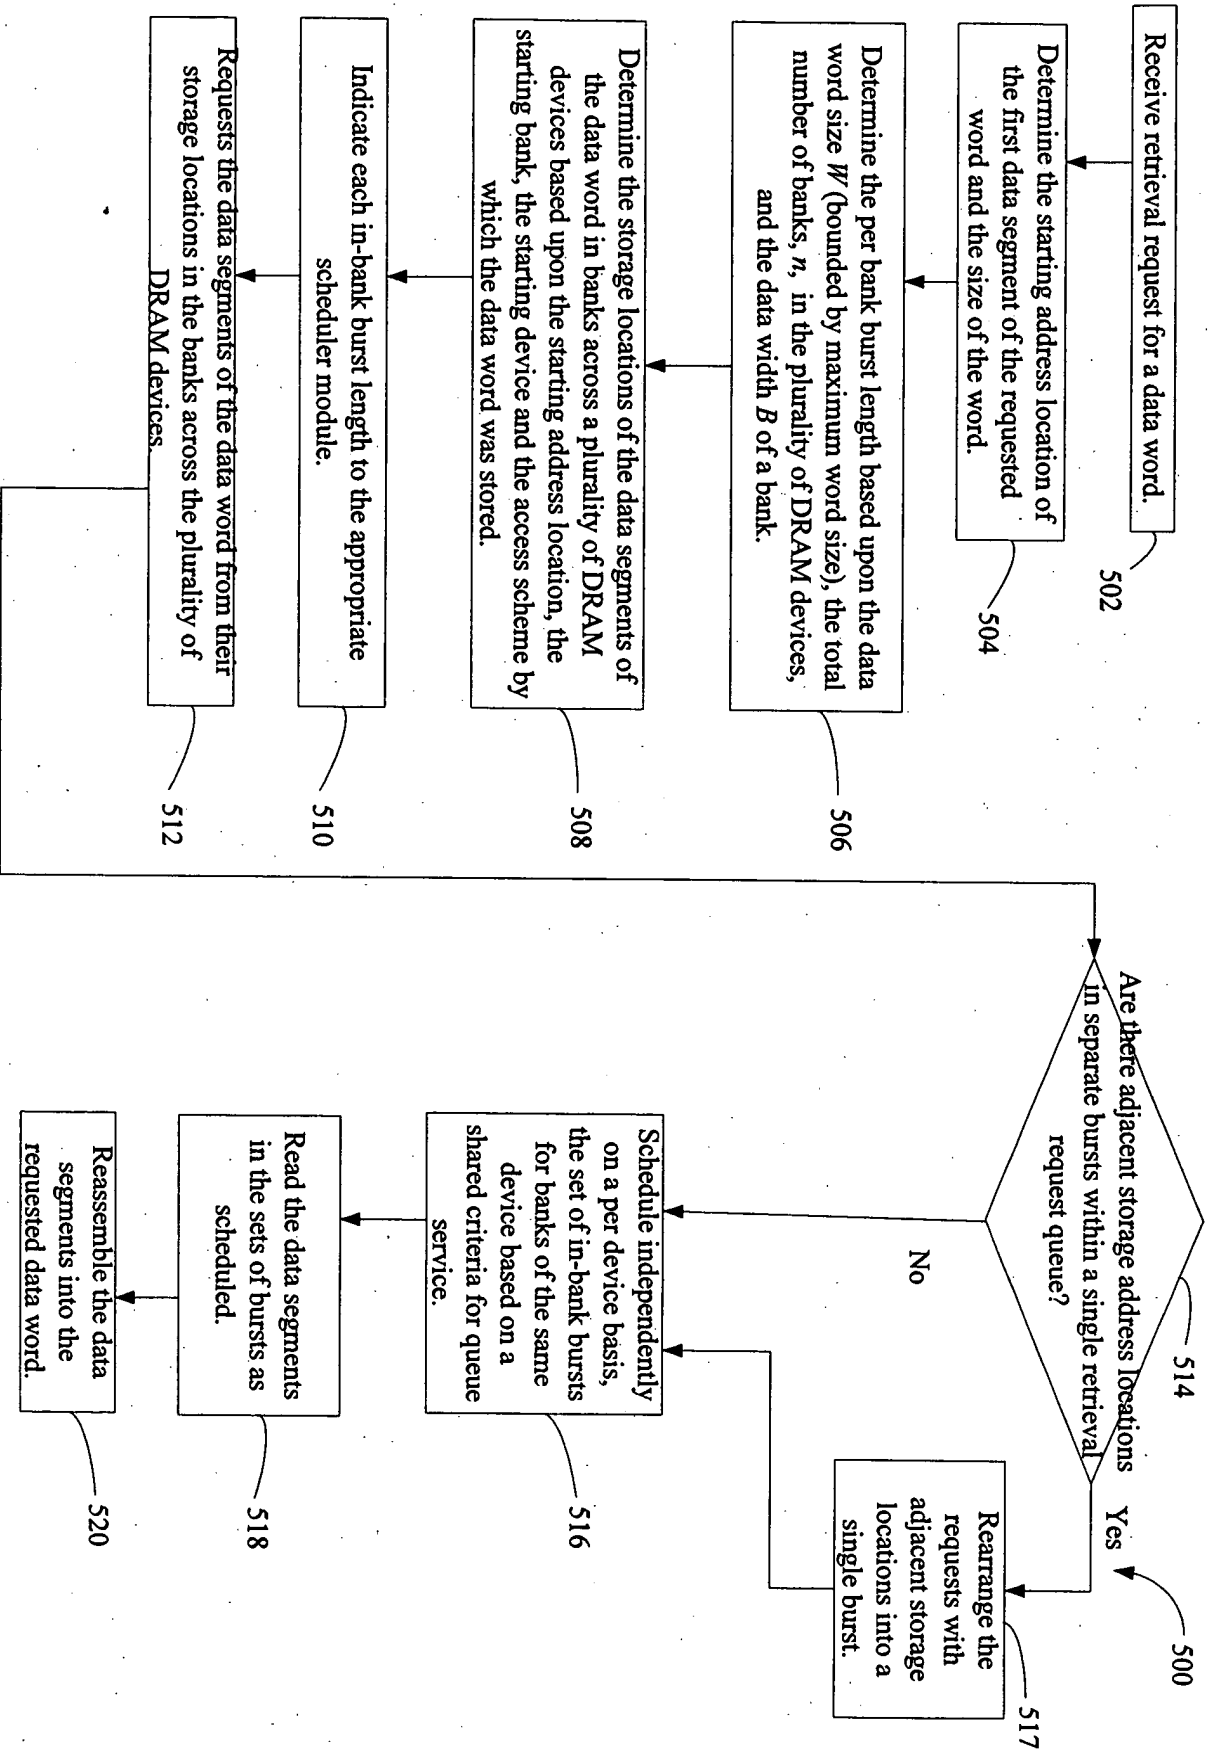 Receive retrieval request for a data word.
502
Determine the starting address location of
the first data segment of the requested
word and the size of the word.
504
Determine the per bank burst length based upon the data
word size W (bounded by maximum word size), the total
number of banks, n, in the plurality of DRAM devices,
and the data width B of a bank.
506
Determine the storage locations of the data segments of
the data word in banks across a plurality of DRAM
devices based upon the starting address location, the
starting bank, the starting device and the access scheme by
which the data word was stored.
508
Indicate each in-bank burst length to the appropriate
scheduler module.
510
Requests the data segments of the data word from their
storage locations in the banks across the plurality of
DRAM devices.
512
Are there adjacent storage address locations
in separate bursts within a single retrieval
request queue?
514
Yes
500
No
Rearrange the
requests with
adjacent storage
locations into a
single burst.
517
Schedule independently
on a per device basis,
the set of in-bank bursts
for banks of the same
device based on a
shared criteria for queue
service.
516
Read the data segments
in the sets of bursts as
scheduled.
518
Reassemble the data
segments into the
requested data word.
520